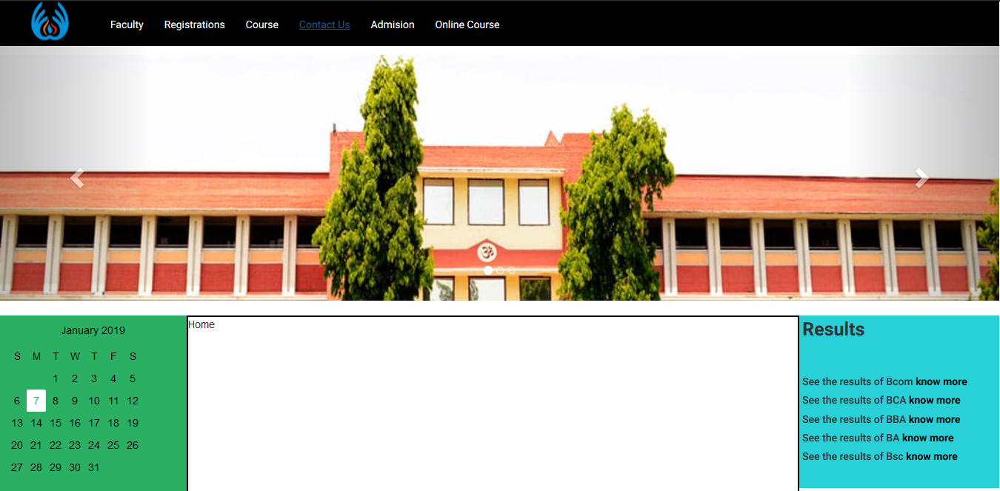 Faculty Registrations Course Contact Us Admision Online Course
ॐ
January 2019
S M T W T F S
1 2 3 4 5
6 7 8 9 10 11 12
13 14 15 16 17 18 19
20 21 22 23 24 25 26
27 28 29 30 31
Home
Results
See the results of Bcom know more
See the results of BCA know more
See the results of BBA know more
See the results of BA know more
See the results of Bsc know more